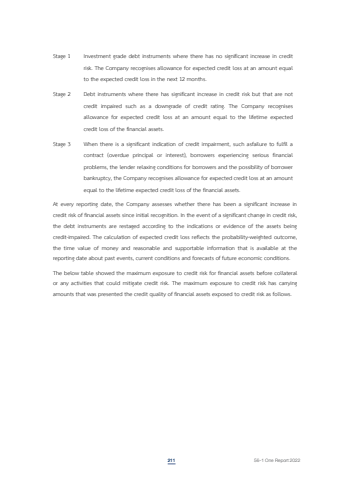 Stage 1 Investment grade debt instruments where there has no significant increase in credit
risk. The Company recognises allowance for expected credit loss at an amount equal
to the expected credit loss in the next 12 months.
Stage 2 Debt instruments where there has significant increase in credit risk but that are not
credit impaired such as a downgrade of credit rating. The Company recognises
allowance for expected credit loss at an amount equal to the lifetime expected
credit loss of the financial assets.
Stage 3 When there is a significant indication of credit impairment, such asfailure to fulfil a
contract (overdue principal or interest), borrowers experiencing serious financial
problems, the lender relaxing conditions for borrowers and the possibility of borrower
bankruptcy, the Company recognises allowance for expected credit loss at an amount
equal to the lifetime expected credit loss of the financial assets.
At every reporting date, the Company assesses whether there has been a significant increase in
credit risk of financial assets since initial recognition. In the event of a significant change in credit risk,
the debt instruments are restaged according to the indications or evidence of the assets being
credit-impaired. The calculation of expected credit loss reflects the probability-weighted outcome,
the time value of money and reasonable and supportable information that is available at the
reporting date about past events, current conditions and forecasts of future economic conditions.
The below table showed the maximum exposure to credit risk for financial assets before collateral
or any activities that could mitigate credit risk. The maximum exposure to credit risk has carrying
amounts that was presented the credit quality of financial assets exposed to credit risk as follows.
211 56-1 One-Report 2022